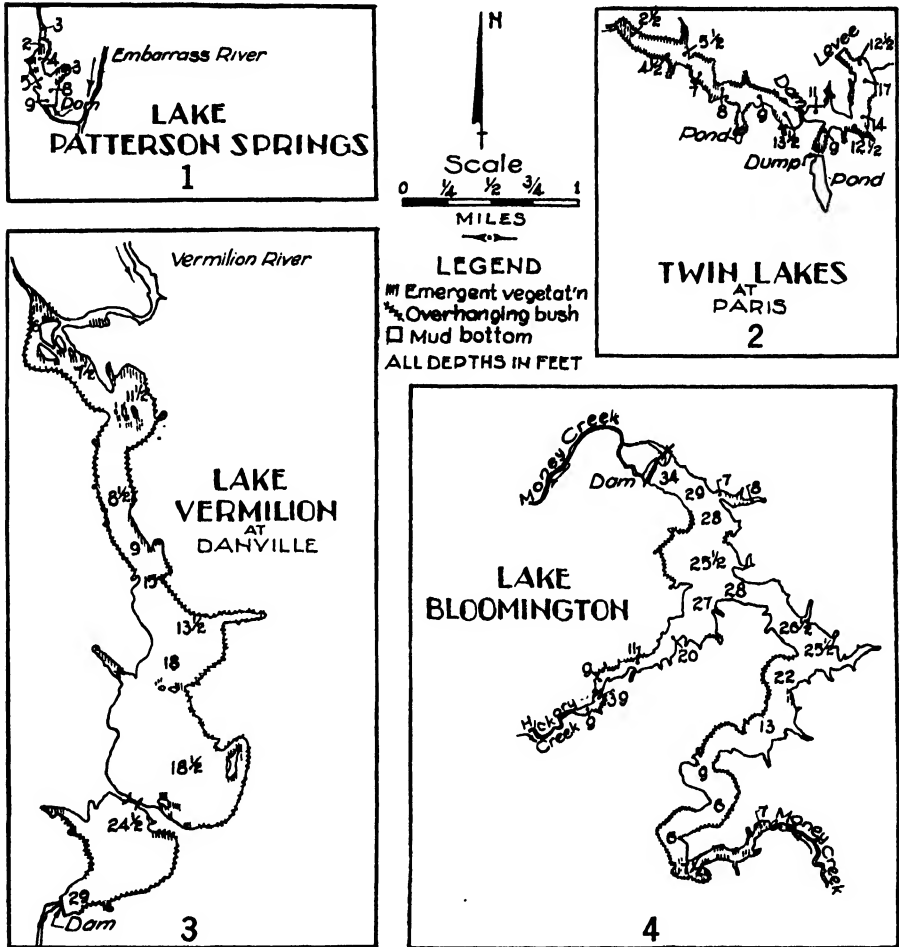 3
2
4
3
5
8
9
Dam
Embarrass River
LAKE
PATTERSON SPRINGS
1
N
Scale
0 1/4 1/2 3/4 1
MILES
LEGEND
Emergent vegetat'n
Overhanging bush
Mud bottom
ALL DEPTHS IN FEET
2 1/2
5 1/2
4 1/2
7
8
9
13 1/2
Pond
Dam
11
Levee
12 1/2
17
14
12 1/2
9
Dump
Pond
TWIN LAKES
AT
PARIS
2
Vermilion River
7 1/2
11 1/2
8 1/2
9
15
13 1/2
18
18 1/2
24 1/2
29
Dam
LAKE
VERMILION
AT
DANVILLE
3
Money Creek
Dam
34
29
7
8
28
25 1/2
28
27
26 1/2
25 1/2
20
11
9
13
9
9
Hickory
Creek
22
13
9
6
6
7
Money Creek
LAKE
BLOOMINGTON
4